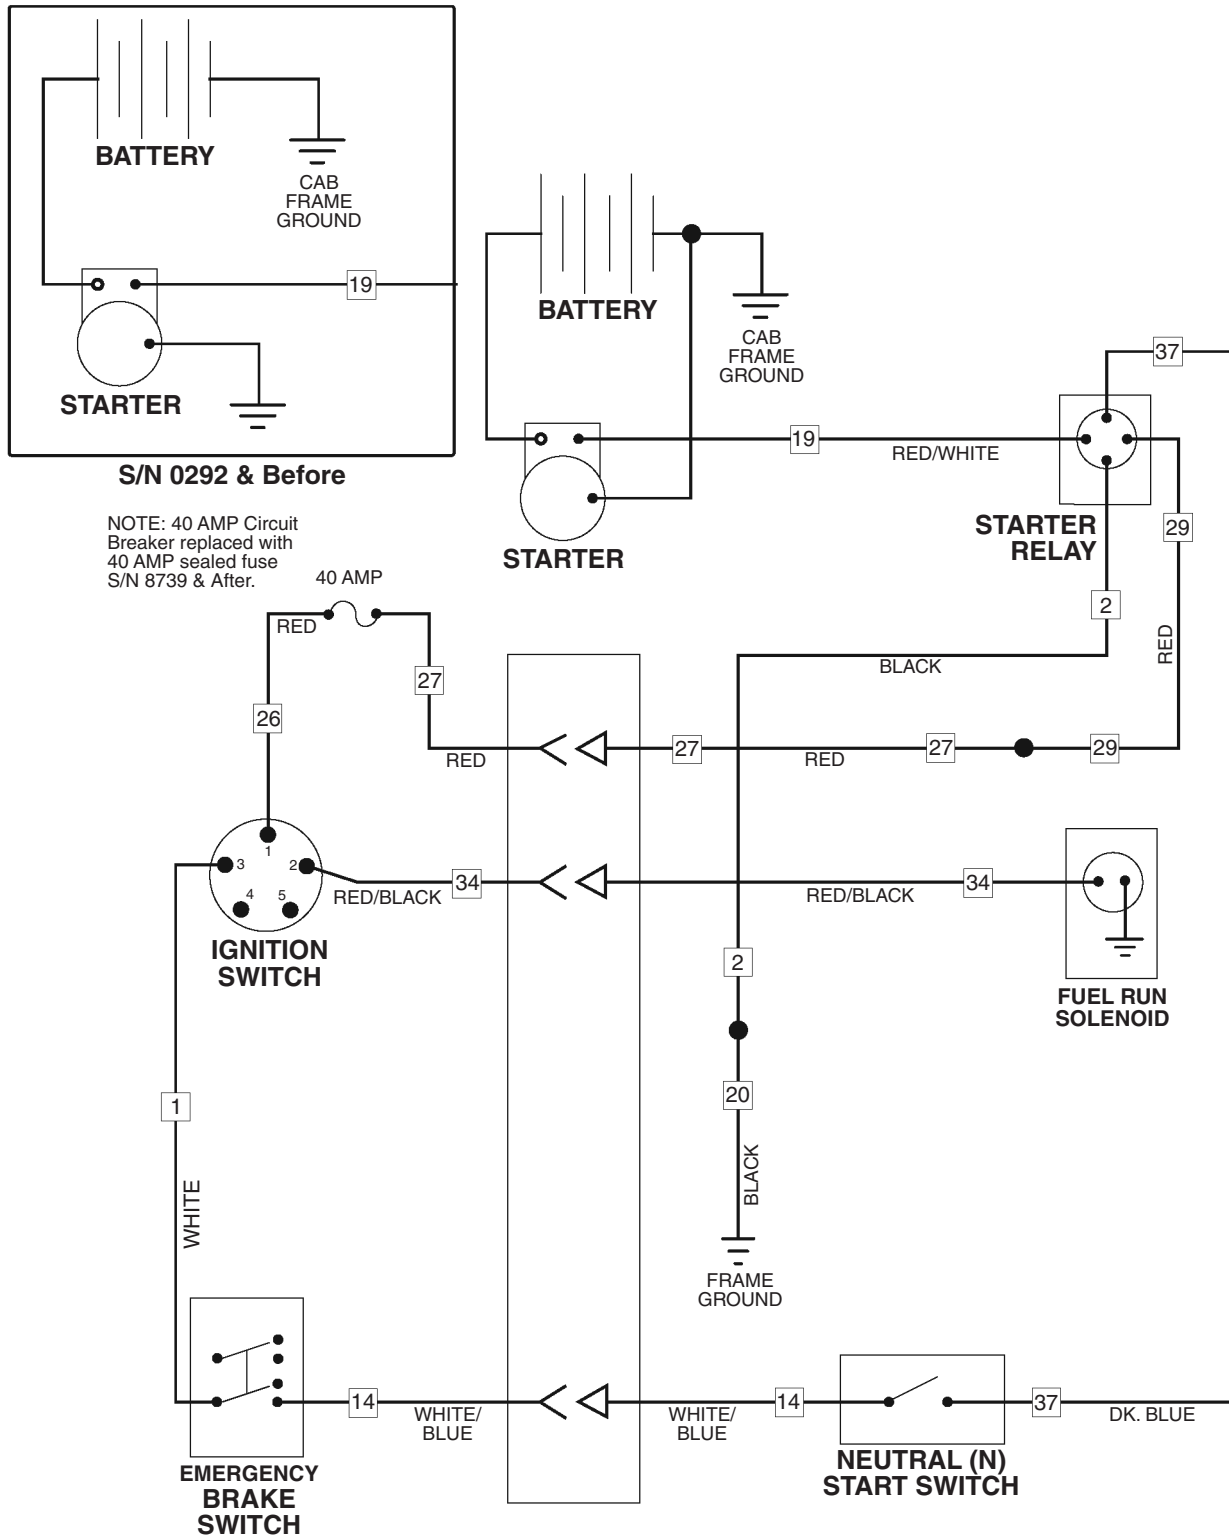 BATTERY
CAB
FRAME
GROUND
19
STARTER
S/N 0292 & Before
NOTE: 40 AMP Circuit
Breaker replaced with
40 AMP sealed fuse
S/N 8739 & After.
BATTERY
CAB
FRAME
GROUND
37
19
RED/WHITE
STARTER
STARTER
RELAY
29
2
RED
BLACK
40 AMP
RED
27
26
RED
27
RED
27
29
1
3
2
4
5
RED/BLACK
34
RED/BLACK
34
IGNITION
SWITCH
2
FUEL RUN
SOLENOID
1
20
WHITE
BLACK
FRAME
GROUND
14
WHITE/
BLUE
WHITE/
BLUE
14
37
DK. BLUE
EMERGENCY
BRAKE
SWITCH
NEUTRAL (N)
START SWITCH